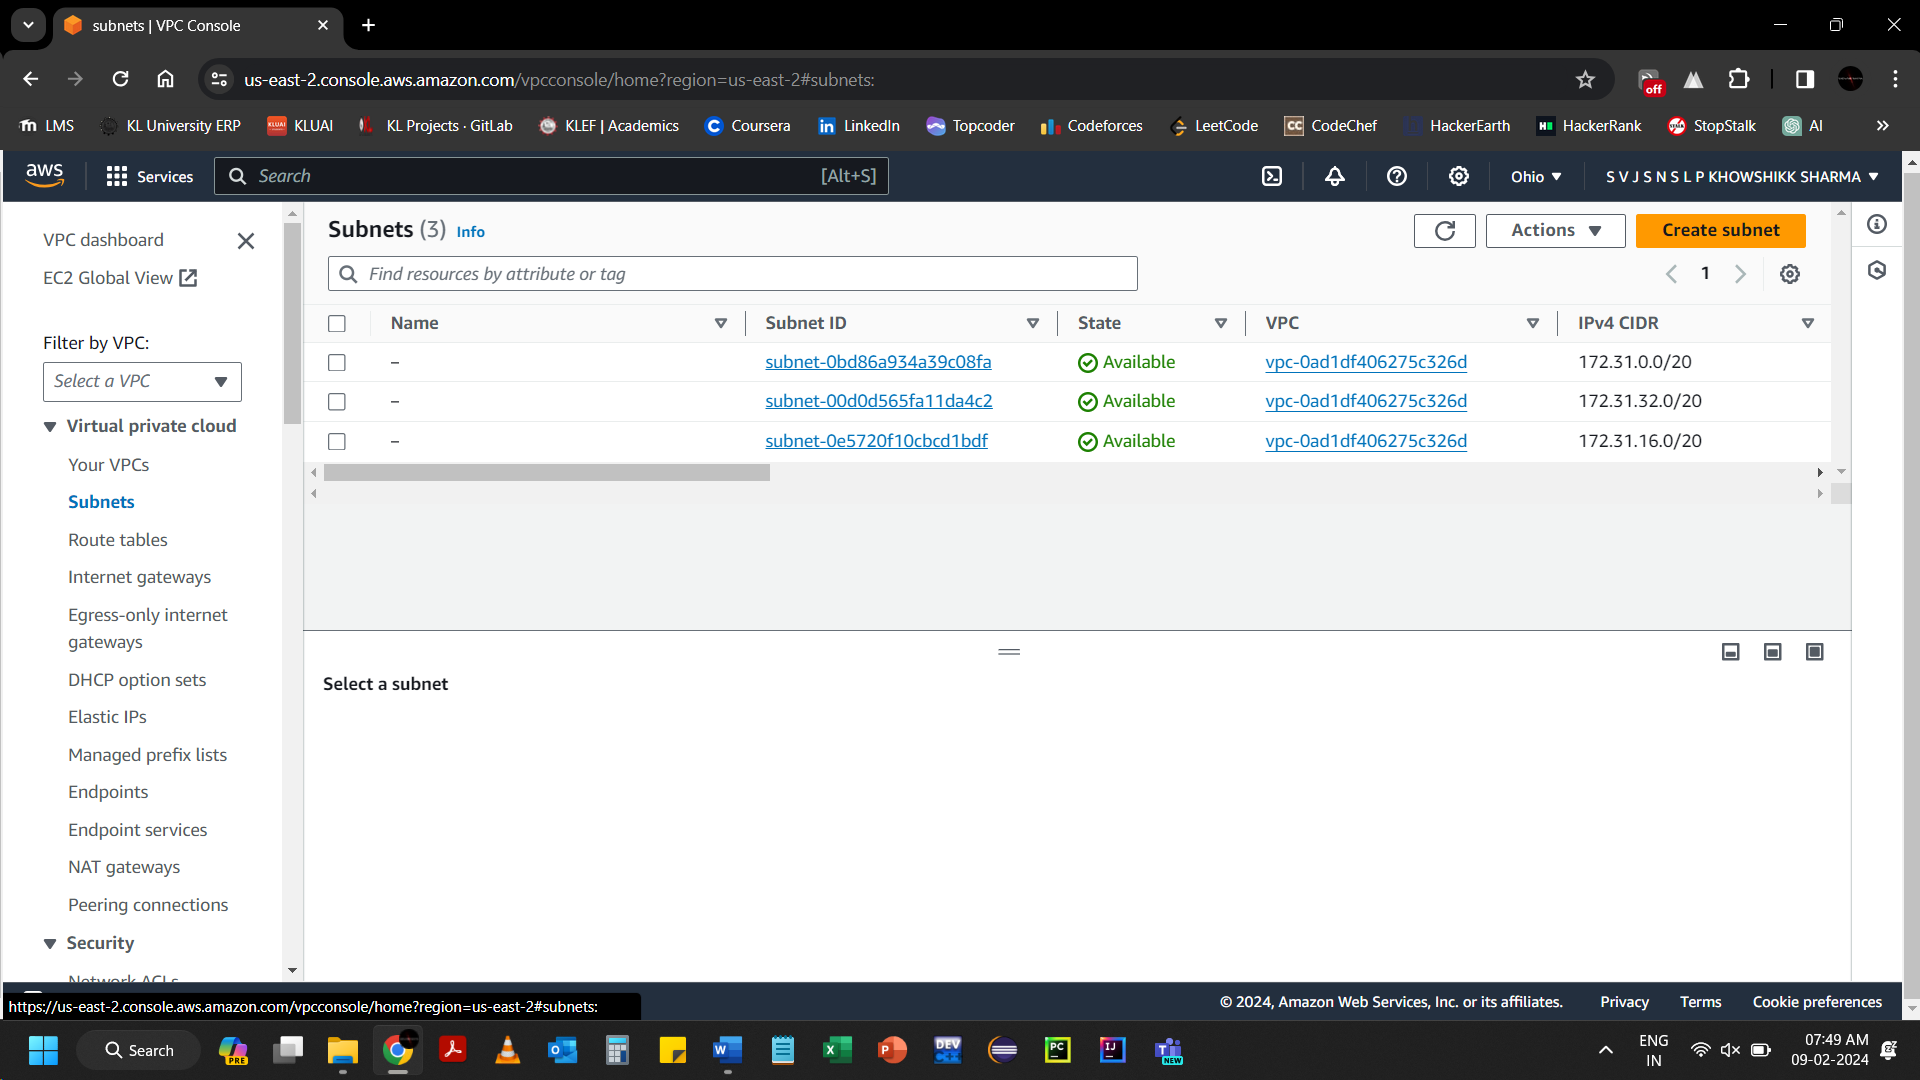 subnets | VPC Console
us-east-2.console.aws.amazon.com/vpcconsole/home?region=us-east-2#subnets:
off
LMS KL University ERP KLUAI KL Projects · GitLab KLEF | Academics Coursera LinkedIn Topcoder Codeforces LeetCode CodeChef HackerEarth HackerRank StopStalk AI
aws Services Search [Alt+S] Ohio S V J S N S L P KHOWSHIKK SHARMA
VPC dashboard
EC2 Global View
Filter by VPC:
Select a VPC
Virtual private cloud
Your VPCs
Subnets
Route tables
Internet gateways
Egress-only internet
gateways
DHCP option sets
Elastic IPs
Managed prefix lists
Endpoints
Endpoint services
NAT gateways
Peering connections
Security
Network ACLs
Subnets (3) Info
Actions Create subnet
Find resources by attribute or tag
1
Name Subnet ID State VPC IPv4 CIDR
– subnet-0bd86a934a39c08fa Available vpc-0ad1df406275c326d 172.31.0.0/20
– subnet-00d0d565fa11da4c2 Available vpc-0ad1df406275c326d 172.31.32.0/20
– subnet-0e5720f10cbcd1bdf Available vpc-0ad1df406275c326d 172.31.16.0/20
Select a subnet
https://us-east-2.console.aws.amazon.com/vpcconsole/home?region=us-east-2#subnets:
© 2024, Amazon Web Services, Inc. or its affiliates. Privacy Terms Cookie preferences
Search
PRE
DEV
PC
IJ
NEW
ENG
IN
07:49 AM
09-02-2024